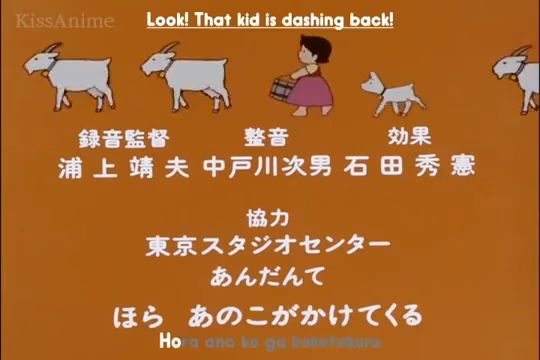 KissAnime
Look! That kid is dashing back!
録音監督 整音 効果
浦上靖夫 中戸川次男 石田秀憲
協力
東京スタジオセンター
あんだんて
ほら あのこがかけてくる
Hora ano ko ga kaketekuru